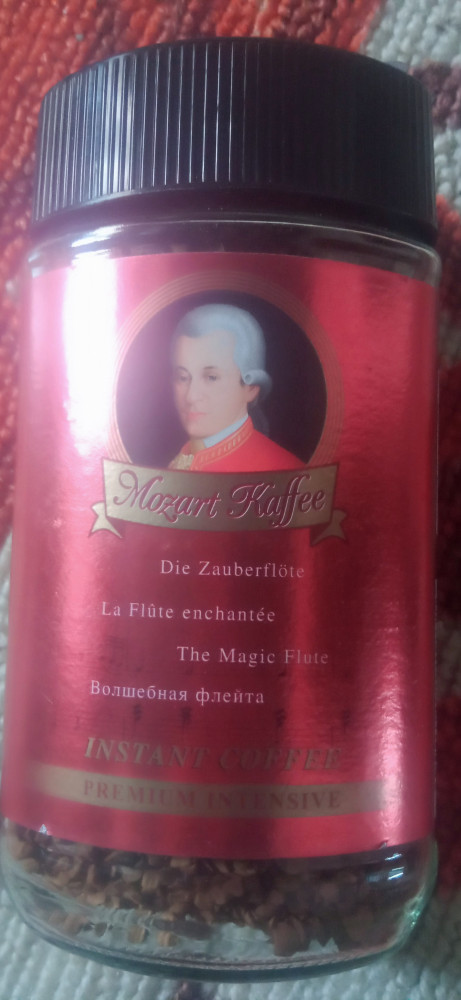 Mozart Kaffee
Die Zauberflöte
La Flûte enchantée
The Magic Flute
Волшебная флейта
INSTANT COFFEE
PREMIUM INTENSIVE